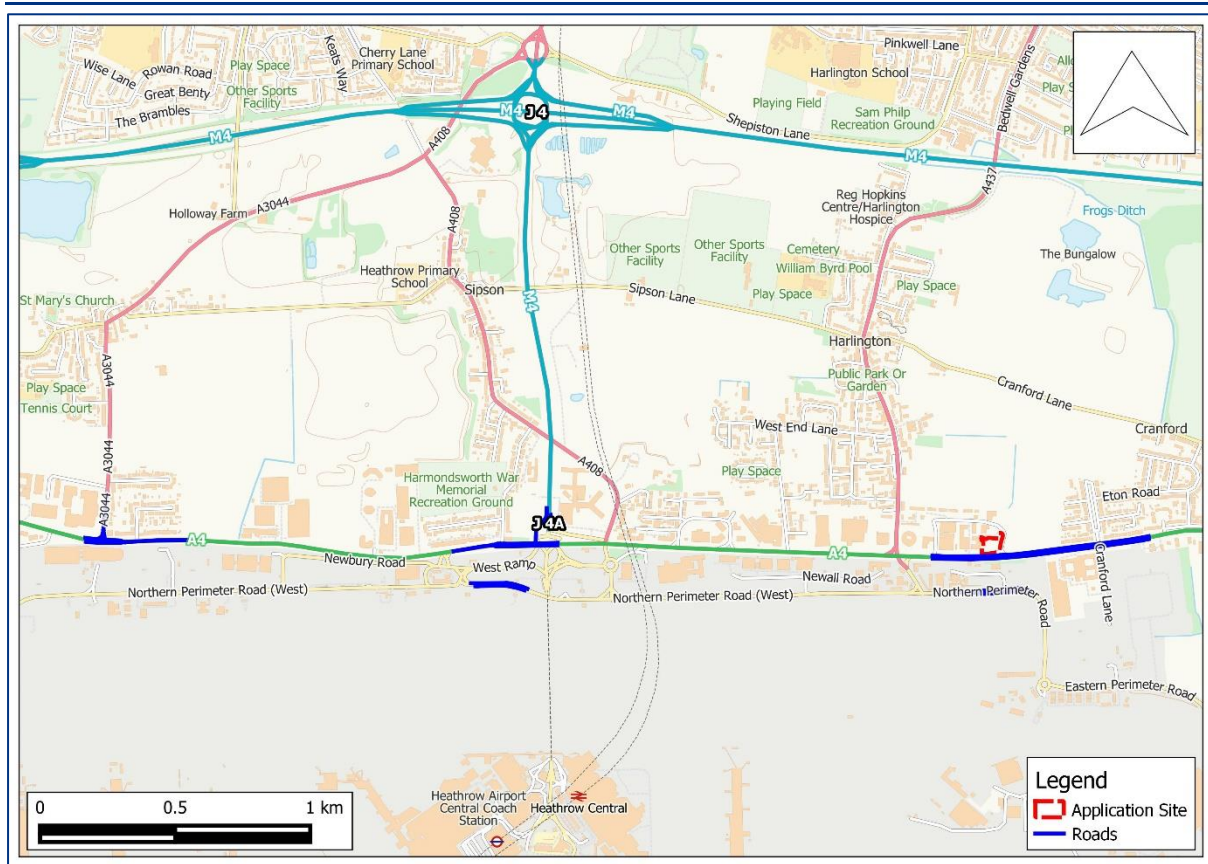 Wise Lane
Rowan Road
Great Benty
The Brambles
Play Space
Other Sports
Facility
Keats Way
Cherry Lane
Primary School
J 4
M4
M4
M4
M4
Pinkwell Lane
Harlington School
Playing Field
Sam Philp
Recreation Ground
Shepiston Lane
Bedwell Gardens
Play Space
A408
A3044
Holloway Farm
A408
A437
Reg Hopkins
Centre/Harlington
Hospice
Frogs Ditch
The Bungalow
Heathrow Primary
School
Sipson
M4
Other Sports
Facility
Other Sports
Facility
Cemetery
William Byrd Pool
Play Space
Play Space
Sipson Lane
St Mary's Church
A3044
Play Space
Tennis Court
Harlington
Public Park Or
Garden
Cranford Lane
Cranford
West End Lane
Play Space
A408
Harmondsworth War
Memorial
Recreation Ground
A3044
A3044
J 4A
Eton Road
Cranford Lane
A4
Newbury Road
West Ramp
A4
Newall Road
Northern Perimeter Road (West)
Northern Perimeter Road (West)
Northern Perimeter
Road
Eastern Perimeter Road
Heathrow Airport
Central Coach
Station
Heathrow Central
0 0.5 1 km
Legend
Application Site
Roads